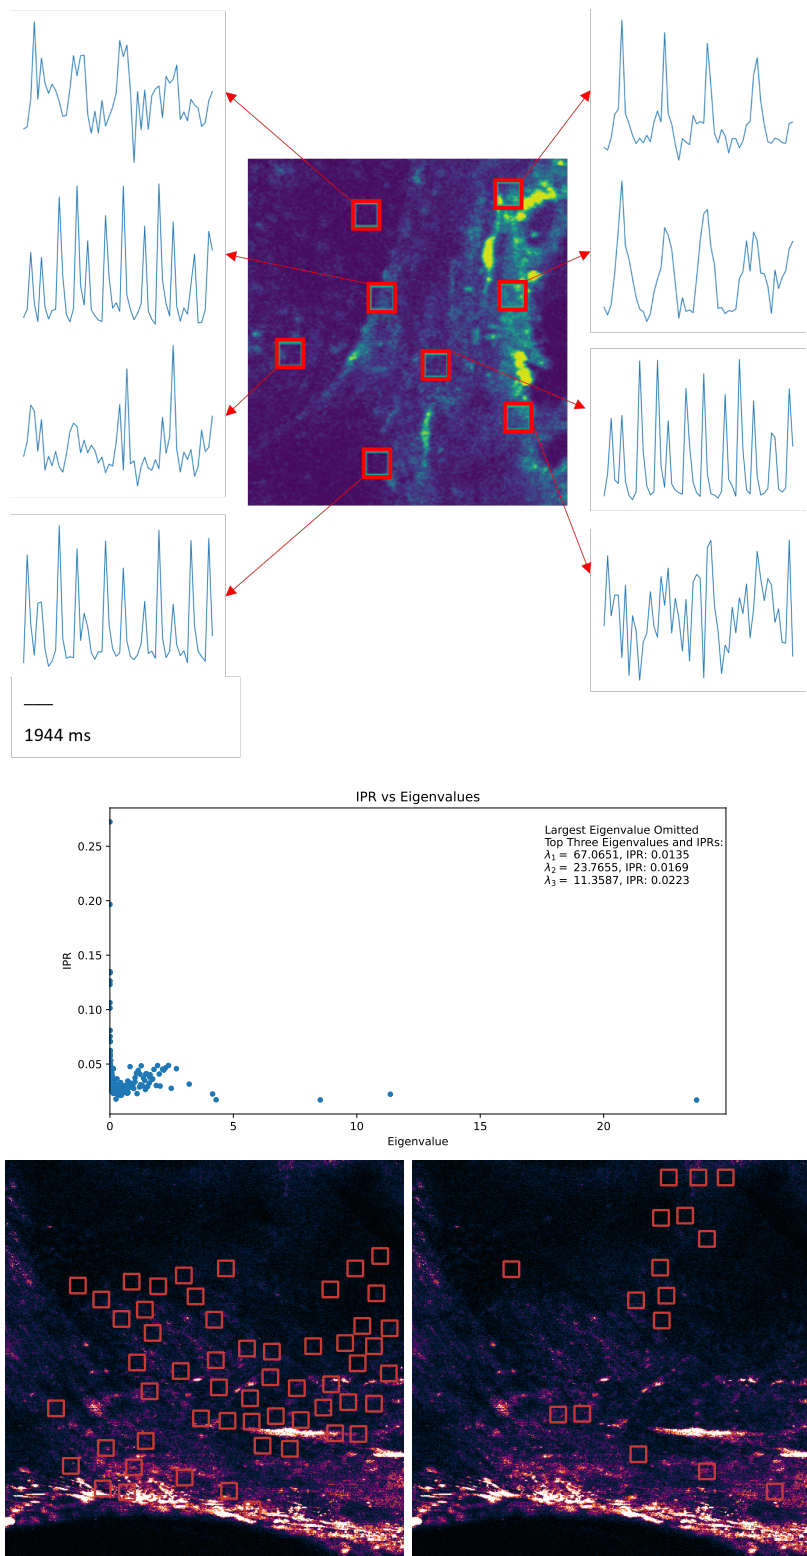 1944 ms
IPR vs Eigenvalues
Largest Eigenvalue Omitted
Top Three Eigenvalues and IPRs:
λ₁ = 67.0651, IPR: 0.0135
λ₂ = 23.7655, IPR: 0.0169
λ₃ = 11.3587, IPR: 0.0223
IPR
0.25
0.20
0.15
0.10
0.05
0 5 10 15 20
Eigenvalue